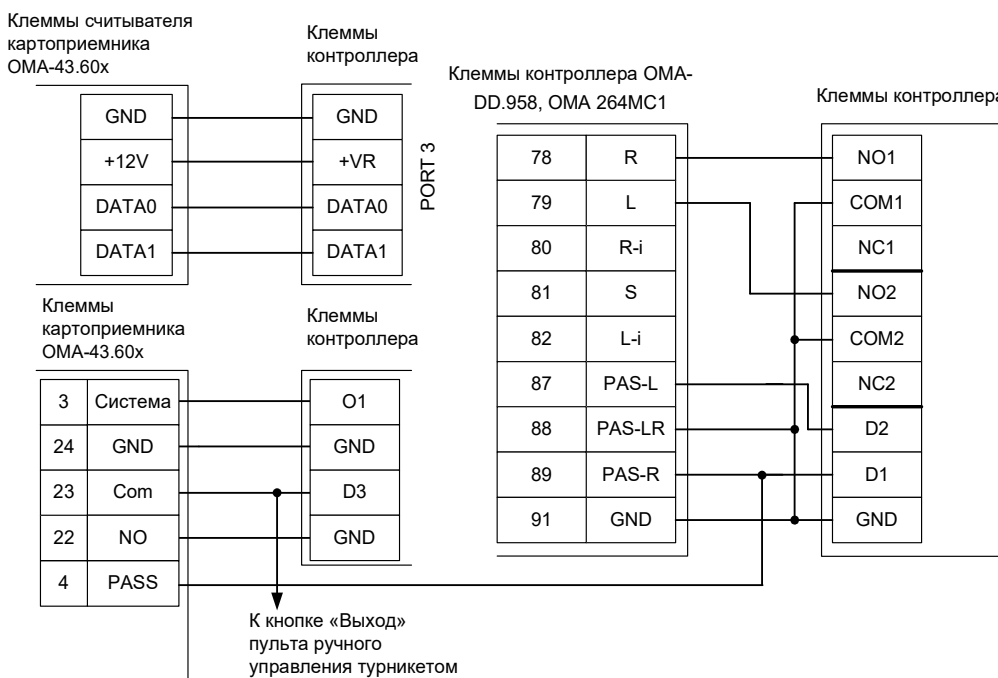 Клеммы считывателя
картоприемника
ОМА-43.60х
Клеммы
контроллера
GND
GND
+12V
+VR
DATA0
DATA0
DATA1
DATA1
PORT 3
Клеммы
картоприемника
ОМА-43.60х
Клеммы
контроллера
3
Система
O1
24
GND
GND
23
Com
D3
22
NO
GND
4
PASS
К кнопке «Выход»
пульта ручного
управления турникетом
Клеммы контроллера ОМА-
DD.958, ОМА 264МС1
Клеммы контроллера
78
R
NO1
79
L
COM1
80
R-i
NC1
81
S
NO2
82
L-i
COM2
87
PAS-L
NC2
88
PAS-LR
D2
89
PAS-R
D1
91
GND
GND